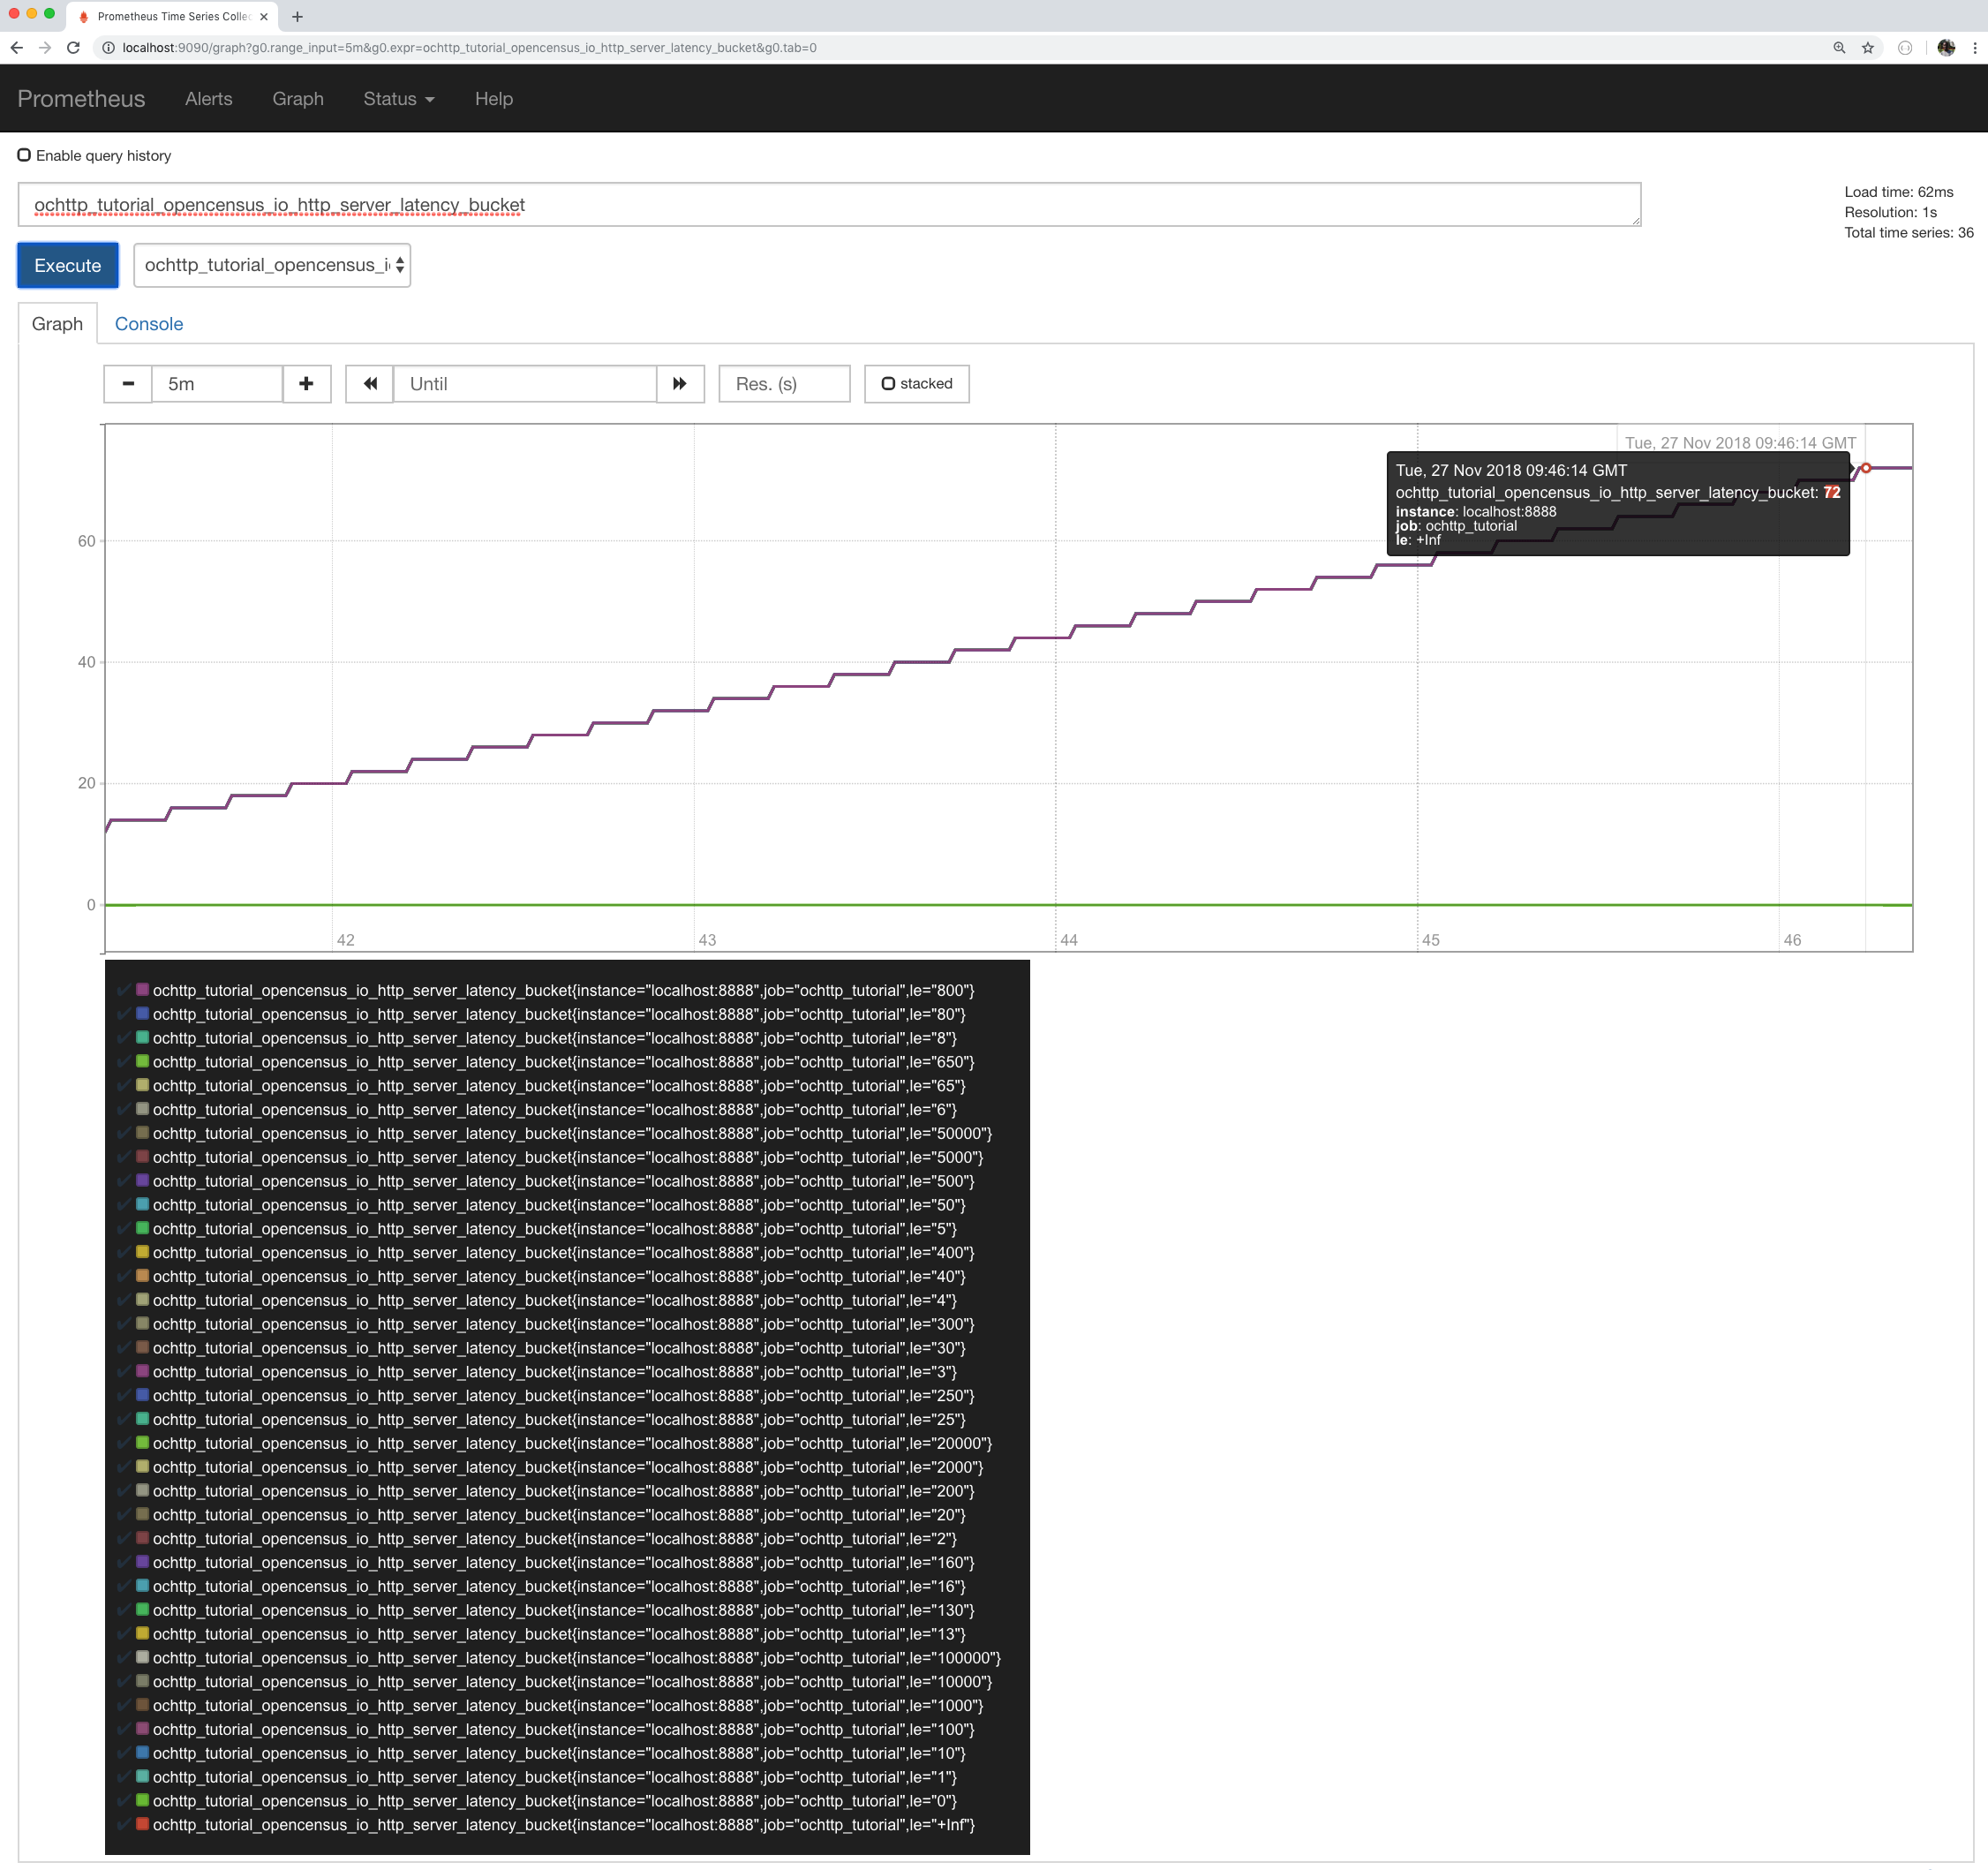 Prometheus Time Series Collec
localhost:9090/graph?g0.range_input=5m&g0.expr=ochttp_tutorial_opencensus_io_http_server_latency_bucket&g0.tab=0
Prometheus Alerts Graph Status Help
Enable query history
ochttp_tutorial_opencensus_io_http_server_latency_bucket
Load time: 62ms
Resolution: 1s
Total time series: 36
Execute ochttp_tutorial_opencensus_i
Graph Console
5m Until Res. (s) stacked
Tue, 27 Nov 2018 09:46:14 GMT
Tue, 27 Nov 2018 09:46:14 GMT
ochttp_tutorial_opencensus_io_http_server_latency_bucket: 72
instance: localhost:8888
job: ochttp_tutorial
le: +Inf
60
40
20
0
42 43 44 45 46
ochttp_tutorial_opencensus_io_http_server_latency_bucket{instance="localhost:8888",job="ochttp_tutorial",le="800"}
ochttp_tutorial_opencensus_io_http_server_latency_bucket{instance="localhost:8888",job="ochttp_tutorial",le="80"}
ochttp_tutorial_opencensus_io_http_server_latency_bucket{instance="localhost:8888",job="ochttp_tutorial",le="8"}
ochttp_tutorial_opencensus_io_http_server_latency_bucket{instance="localhost:8888",job="ochttp_tutorial",le="650"}
ochttp_tutorial_opencensus_io_http_server_latency_bucket{instance="localhost:8888",job="ochttp_tutorial",le="65"}
ochttp_tutorial_opencensus_io_http_server_latency_bucket{instance="localhost:8888",job="ochttp_tutorial",le="6"}
ochttp_tutorial_opencensus_io_http_server_latency_bucket{instance="localhost:8888",job="ochttp_tutorial",le="50000"}
ochttp_tutorial_opencensus_io_http_server_latency_bucket{instance="localhost:8888",job="ochttp_tutorial",le="5000"}
ochttp_tutorial_opencensus_io_http_server_latency_bucket{instance="localhost:8888",job="ochttp_tutorial",le="500"}
ochttp_tutorial_opencensus_io_http_server_latency_bucket{instance="localhost:8888",job="ochttp_tutorial",le="50"}
ochttp_tutorial_opencensus_io_http_server_latency_bucket{instance="localhost:8888",job="ochttp_tutorial",le="5"}
ochttp_tutorial_opencensus_io_http_server_latency_bucket{instance="localhost:8888",job="ochttp_tutorial",le="400"}
ochttp_tutorial_opencensus_io_http_server_latency_bucket{instance="localhost:8888",job="ochttp_tutorial",le="40"}
ochttp_tutorial_opencensus_io_http_server_latency_bucket{instance="localhost:8888",job="ochttp_tutorial",le="4"}
ochttp_tutorial_opencensus_io_http_server_latency_bucket{instance="localhost:8888",job="ochttp_tutorial",le="300"}
ochttp_tutorial_opencensus_io_http_server_latency_bucket{instance="localhost:8888",job="ochttp_tutorial",le="30"}
ochttp_tutorial_opencensus_io_http_server_latency_bucket{instance="localhost:8888",job="ochttp_tutorial",le="3"}
ochttp_tutorial_opencensus_io_http_server_latency_bucket{instance="localhost:8888",job="ochttp_tutorial",le="250"}
ochttp_tutorial_opencensus_io_http_server_latency_bucket{instance="localhost:8888",job="ochttp_tutorial",le="25"}
ochttp_tutorial_opencensus_io_http_server_latency_bucket{instance="localhost:8888",job="ochttp_tutorial",le="20000"}
ochttp_tutorial_opencensus_io_http_server_latency_bucket{instance="localhost:8888",job="ochttp_tutorial",le="2000"}
ochttp_tutorial_opencensus_io_http_server_latency_bucket{instance="localhost:8888",job="ochttp_tutorial",le="200"}
ochttp_tutorial_opencensus_io_http_server_latency_bucket{instance="localhost:8888",job="ochttp_tutorial",le="20"}
ochttp_tutorial_opencensus_io_http_server_latency_bucket{instance="localhost:8888",job="ochttp_tutorial",le="2"}
ochttp_tutorial_opencensus_io_http_server_latency_bucket{instance="localhost:8888",job="ochttp_tutorial",le="160"}
ochttp_tutorial_opencensus_io_http_server_latency_bucket{instance="localhost:8888",job="ochttp_tutorial",le="16"}
ochttp_tutorial_opencensus_io_http_server_latency_bucket{instance="localhost:8888",job="ochttp_tutorial",le="130"}
ochttp_tutorial_opencensus_io_http_server_latency_bucket{instance="localhost:8888",job="ochttp_tutorial",le="13"}
ochttp_tutorial_opencensus_io_http_server_latency_bucket{instance="localhost:8888",job="ochttp_tutorial",le="100000"}
ochttp_tutorial_opencensus_io_http_server_latency_bucket{instance="localhost:8888",job="ochttp_tutorial",le="10000"}
ochttp_tutorial_opencensus_io_http_server_latency_bucket{instance="localhost:8888",job="ochttp_tutorial",le="1000"}
ochttp_tutorial_opencensus_io_http_server_latency_bucket{instance="localhost:8888",job="ochttp_tutorial",le="100"}
ochttp_tutorial_opencensus_io_http_server_latency_bucket{instance="localhost:8888",job="ochttp_tutorial",le="10"}
ochttp_tutorial_opencensus_io_http_server_latency_bucket{instance="localhost:8888",job="ochttp_tutorial",le="1"}
ochttp_tutorial_opencensus_io_http_server_latency_bucket{instance="localhost:8888",job="ochttp_tutorial",le="0"}
ochttp_tutorial_opencensus_io_http_server_latency_bucket{instance="localhost:8888",job="ochttp_tutorial",le="+Inf"}